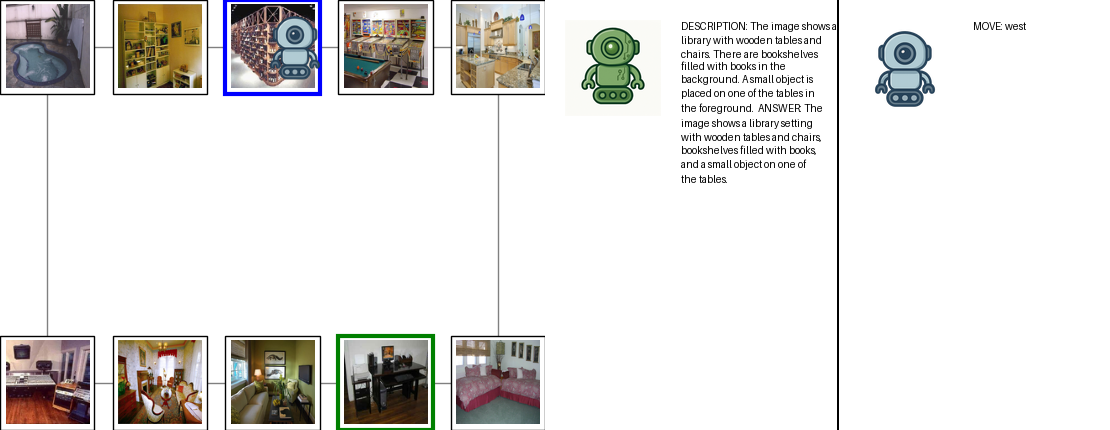 DESCRIPTION: The image shows a
library with wooden tables and
chairs. There are bookshelves
filled with books in the
background. A small object is
placed on one of the tables in
the foreground.  ANSWER: The
image shows a library setting
with wooden tables and chairs,
bookshelves filled with books,
and a small object on one of
the tables.
MOVE: west